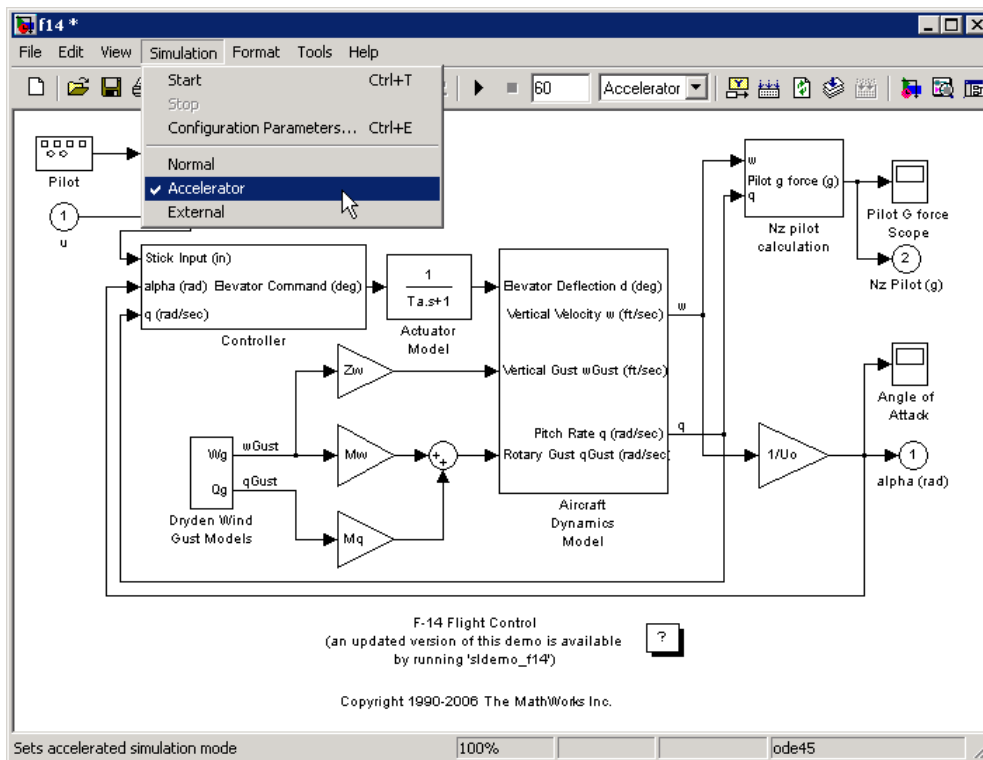 f14 *
File Edit View Simulation Format Tools Help
60 Accelerator
Start Ctrl+T
Stop
Configuration Parameters... Ctrl+E
Normal
Accelerator
External
Pilot
1
u
Stick Input (in)
alpha (rad) Elevator Command (deg)
q (rad/sec)
Controller
1
Ta.s+1
Actuator
Model
Elevator Deflection d (deg)
Vertical Velocity w (ft/sec)
Vertical Gust wGust (ft/sec)
Pitch Rate q (rad/sec)
Rotary Gust qGust (rad/sec
Aircraft
Dynamics
Model
w
q
w
Pilot g force (g)
q
Nz pilot
calculation
Pilot G force
Scope
2
Nz Pilot (g)
Angle of
Attack
1/Uo
1
alpha (rad)
Zw
Mw
Mq
++
Wg
Qg
wGust
qGust
Dryden Wind
Gust Models
F-14 Flight Control
(an updated version of this demo is available
by running 'sldemo_f14')
?
Copyright 1990-2006 The MathWorks Inc.
Sets accelerated simulation mode 100% ode45